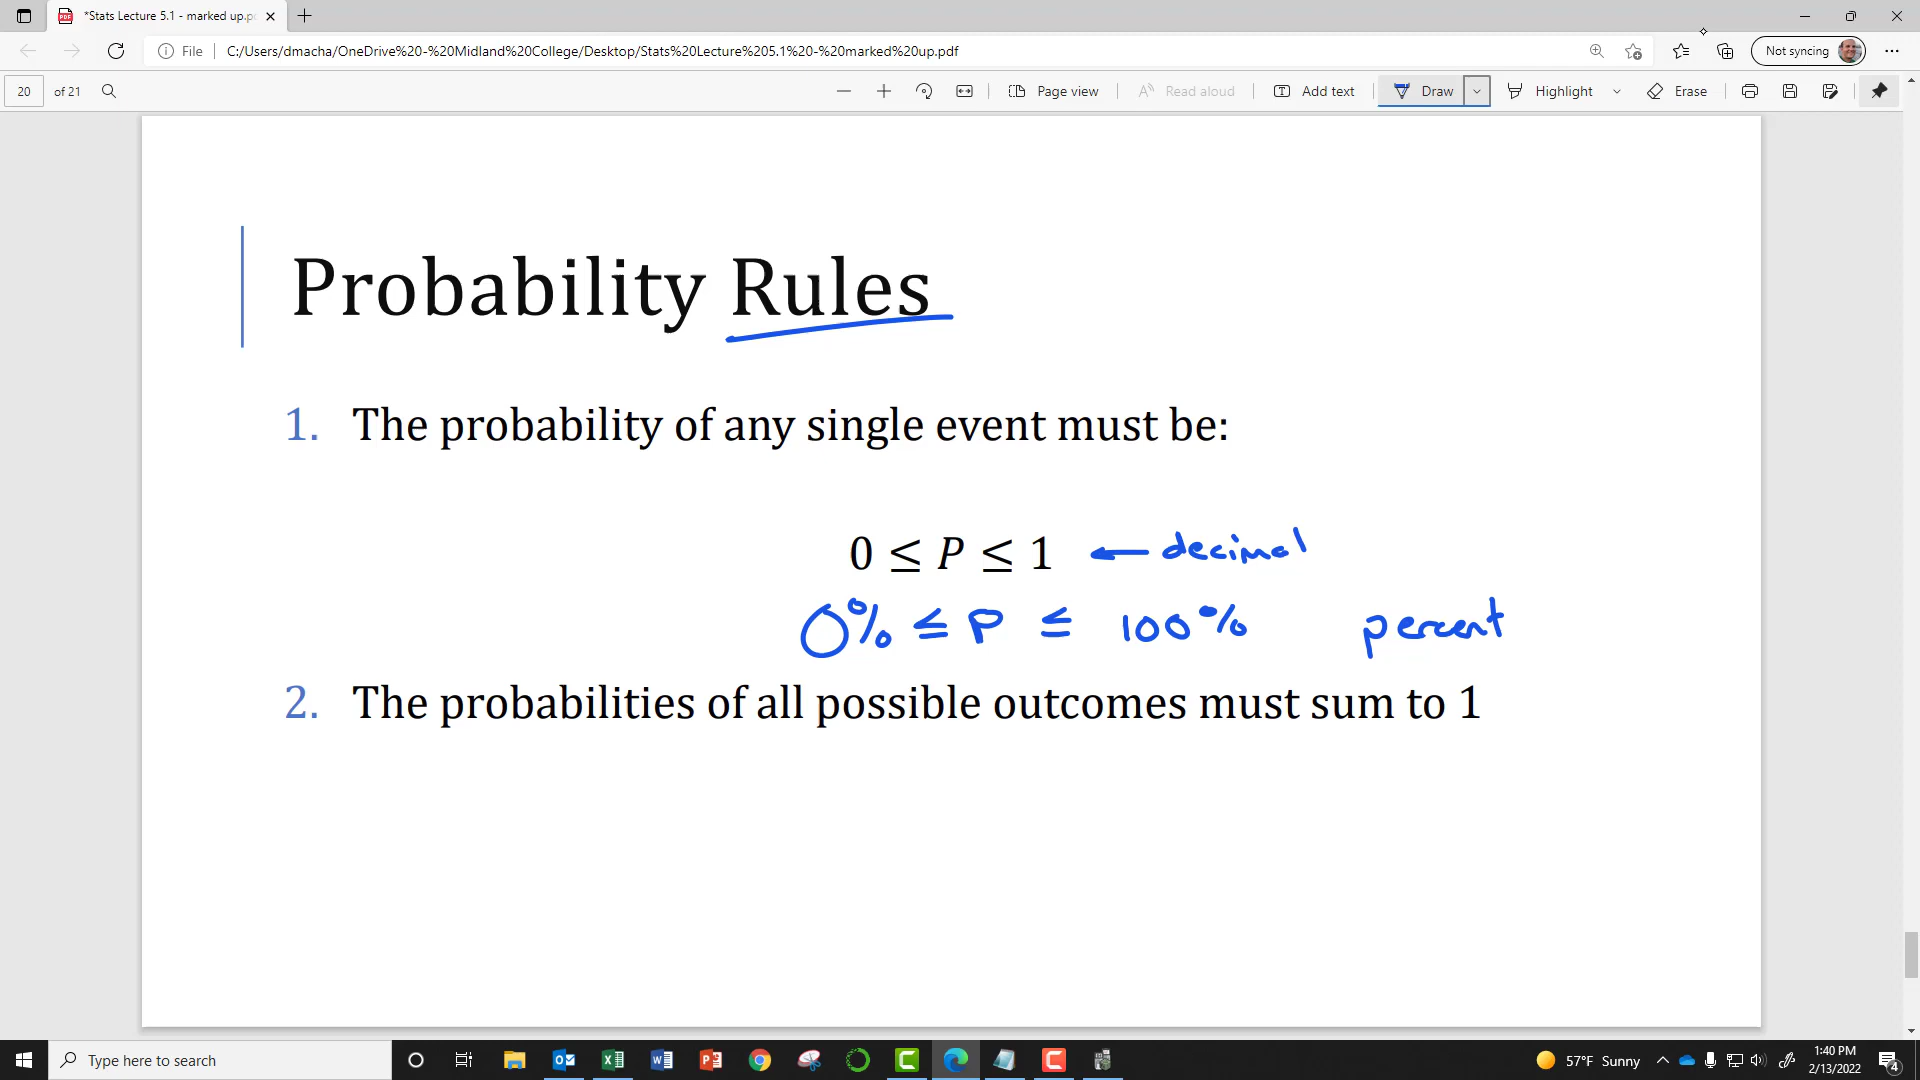 *Stats Lecture 5.1 - marked up.p
File C:/Users/dmacha/OneDrive%20-%20Midland%20College/Desktop/Stats%20Lecture%205.1%20-%20marked%20up.pdf Not syncing
20 of 21 Page view Read aloud Add text Draw Highlight Erase
Probability Rules
1. The probability of any single event must be:
0 ≤ P ≤ 1 ← decimal
0% ≤ P ≤ 100% percent
2. The probabilities of all possible outcomes must sum to 1
Type here to search 57°F Sunny 1:40 PM
2/13/2022 4